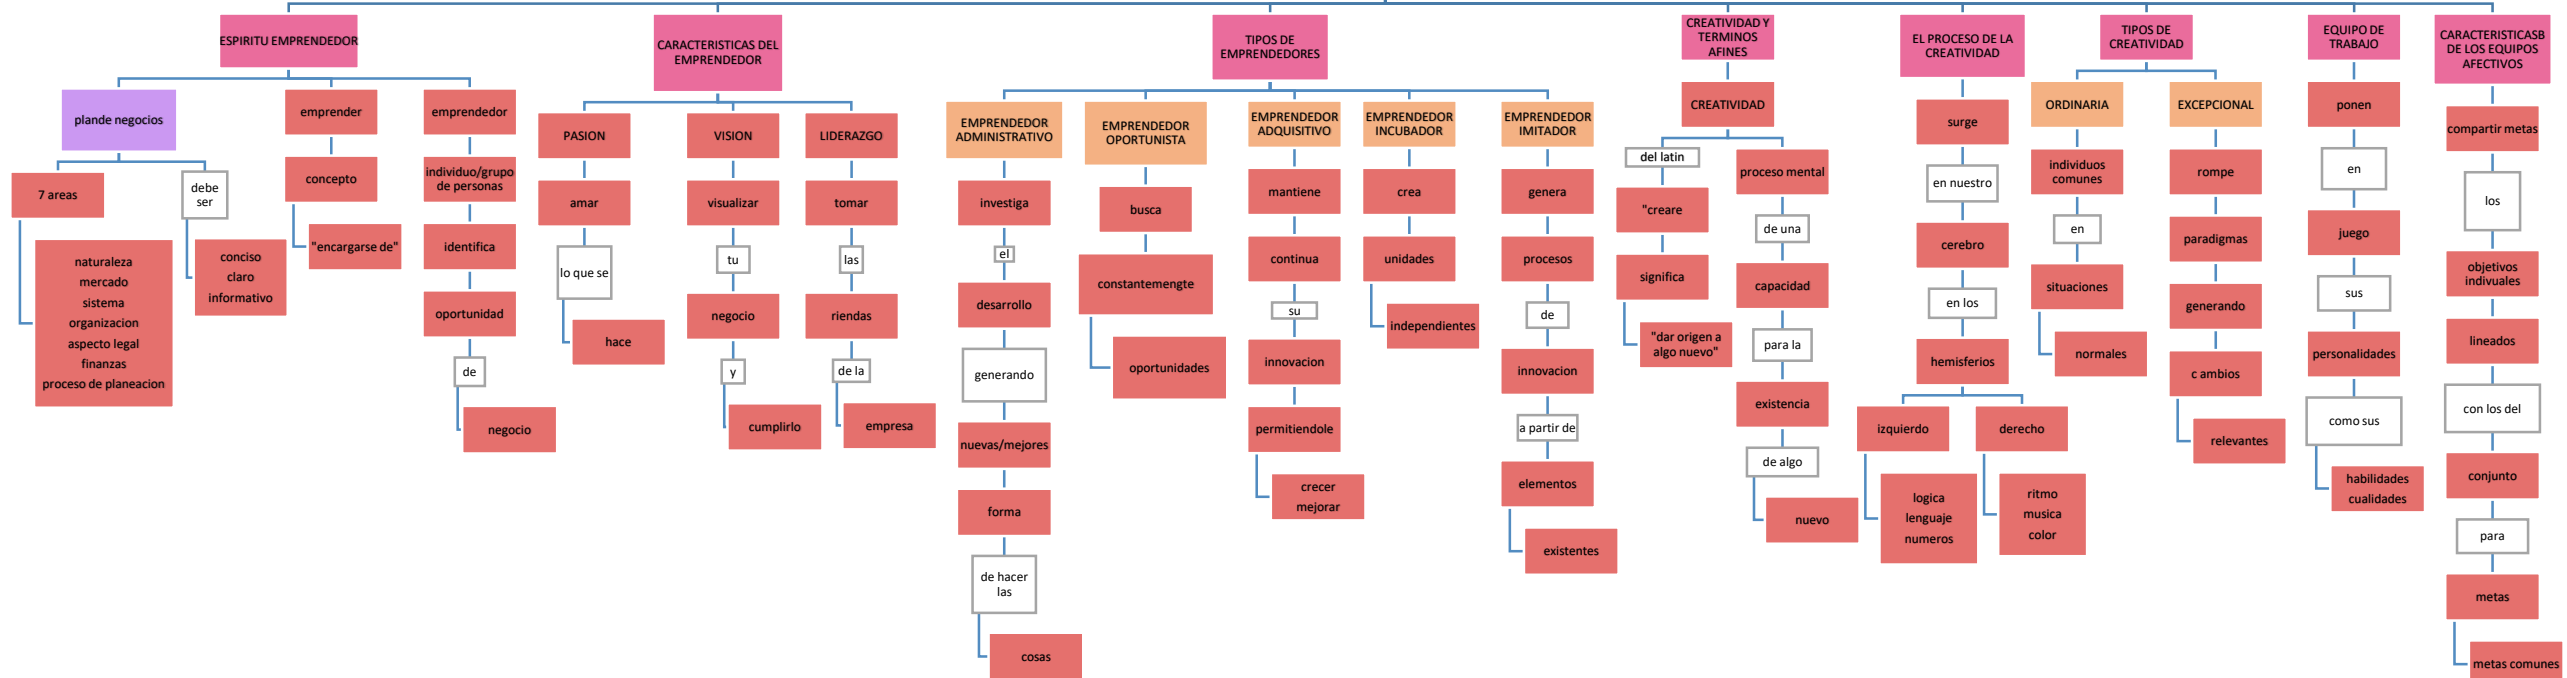 ESPIRITU EMPRENDEDOR
plande negocios
7 areas
naturaleza
mercado
sistema
organizacion
aspecto legal
finanzas
proceso de planeacion
debe
ser
conciso
claro
informativo
emprender
concepto
"encargarse de"
emprendedor
individuo/grupo
de personas
identifica
oportunidad
de
negocio
CARACTERISTICAS DEL
EMPRENDEDOR
PASION
amar
lo que se
hace
VISION
visualizar
tu
negocio
y
cumplirlo
LIDERAZGO
tomar
las
riendas
de la
empresa
TIPOS DE
EMPRENDEDORES
EMPRENDEDOR
ADMINISTRATIVO
investiga
el
desarrollo
generando
nuevas/mejores
forma
de hacer
las
cosas
EMPRENDEDOR
OPORTUNISTA
busca
constantemengte
oportunidades
EMPRENDEDOR
ADQUISITIVO
mantiene
continua
su
innovacion
permitiendole
crecer
mejorar
EMPRENDEDOR
INCUBADOR
crea
unidades
independientes
EMPRENDEDOR
IMITADOR
genera
procesos
de
innovacion
a partir de
elementos
existentes
CREATIVIDAD Y
TERMINOS
AFINES
CREATIVIDAD
del latin
"creare
significa
"dar origen a
algo nuevo"
proceso mental
de una
capacidad
para la
existencia
de algo
nuevo
EL PROCESO DE LA
CREATIVIDAD
surge
en nuestro
cerebro
en los
hemisferios
izquierdo
logica
lenguaje
numeros
derecho
ritmo
musica
color
TIPOS DE
CREATIVIDAD
ORDINARIA
individuos
comunes
en
situaciones
normales
EXCEPCIONAL
rompe
paradigmas
generando
c ambios
relevantes
EQUIPO DE
TRABAJO
ponen
en
juego
sus
personalidades
como sus
habilidades
cualidades
CARACTERISTICASB
DE LOS EQUIPOS
AFECTIVOS
compartir metas
los
objetivos
indivuales
lineados
con los del
conjunto
para
metas
metas comunes